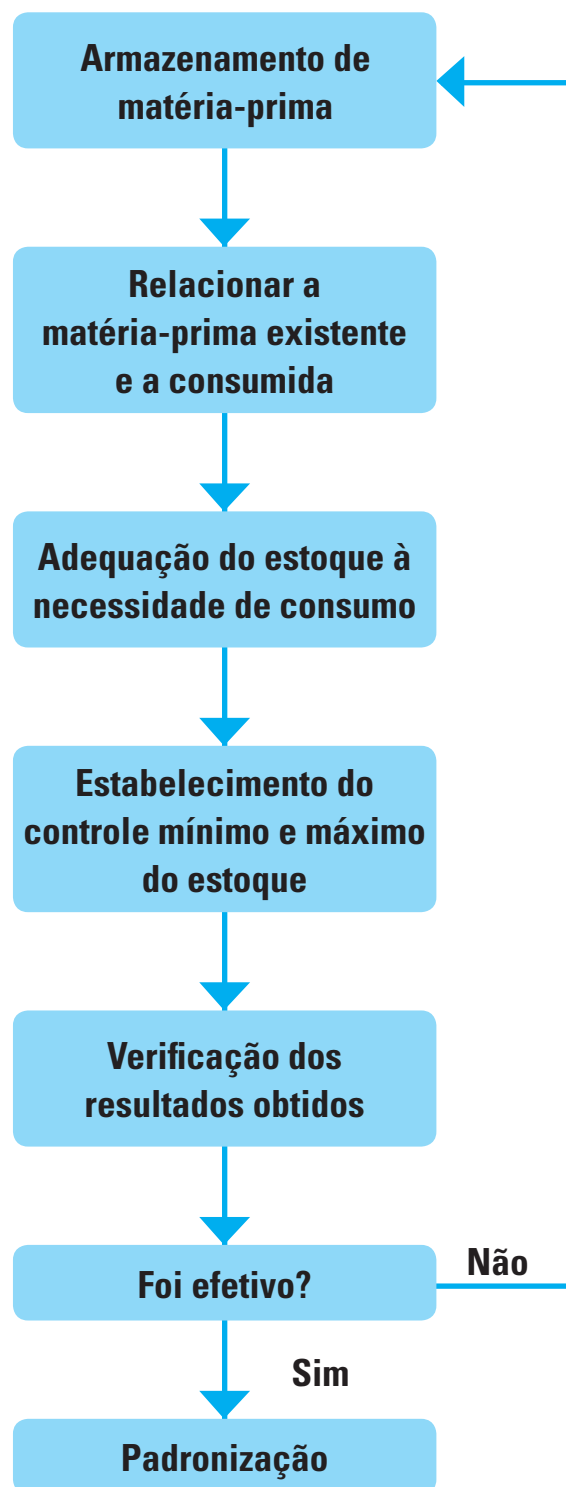 Armazenamento de
matéria-prima
Relacionar a
matéria-prima existente
e a consumida
Adequação do estoque à
necessidade de consumo
Estabelecimento do
controle mínimo e máximo
do estoque
Verificação dos
resultados obtidos
Foi efetivo?
Não
Sim
Padronização